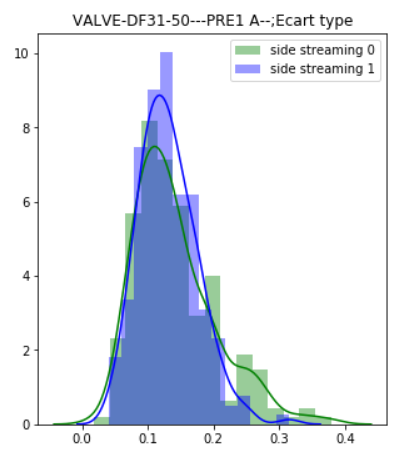 VALVE-DF31-50---PRE1 A--;Ecart type
side streaming 0
side streaming 1
10
8
6
4
2
0
0.0 0.1 0.2 0.3 0.4